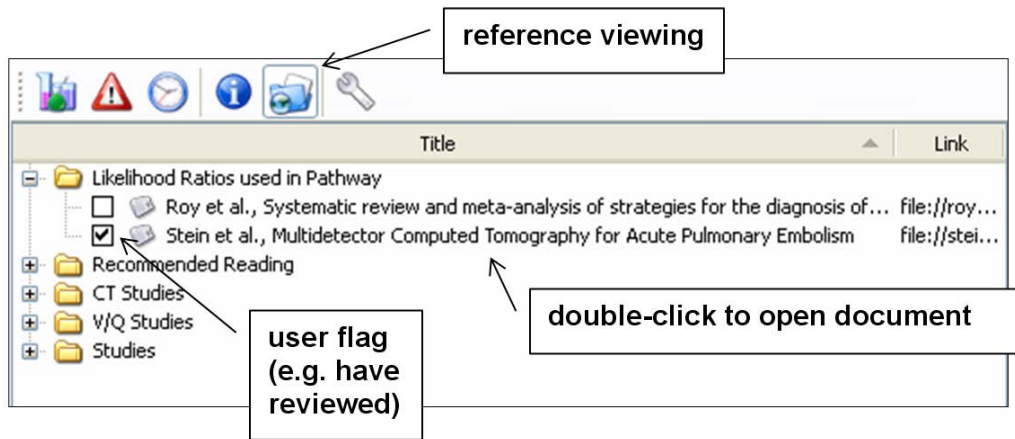 reference viewing
Title
Link
Likelihood Ratios used in Pathway
Roy et al., Systematic review and meta-analysis of strategies for the diagnosis of... file://roy...
Stein et al., Multidetector Computed Tomography for Acute Pulmonary Embolism file://stei...
Recommended Reading
CT Studies
V/Q Studies
Studies
double-click to open document
user flag
(e.g. have
reviewed)